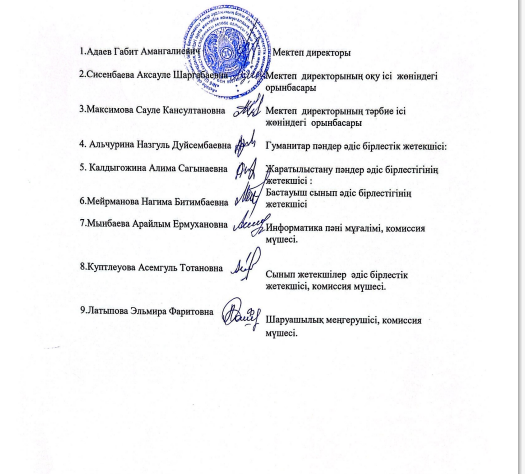 1.Адаев Габит Амангалиевич Мектеп директоры
2.Сисенбаева Аксауле Шаргабаевна Мектеп директорының оқу ісі жөніндегі
орынбасары
3.Максимова Сауле Кансултановна Мектеп директорының тәрбие ісі
жөніндегі орынбасары
4. Альчурина Назгуль Дуйсембаевна Гуманитар пәндер әдіс бірлестік жетекшісі:
5. Калдыгожина Алима Сагынаевна Жаратылыстану пәндер әдіс бірлестігінің
жетекшісі :
6.Мейрманова Нагима Битимбаевна Бастауыш сынып әдіс бірлестігінің
жетекшісі
7.Мынбаева Арайлым Ермухановна Информатика пәні мұғалімі, комиссия
мүшесі.
8.Куптлеуова Асемгуль Тотановна Сынып жетекшілер әдіс бірлестік
жетекшісі, комиссия мүшесі.
9.Латыпова Эльмира Фаритовна Шаруашылық меңгерушісі, комиссия
мүшесі.